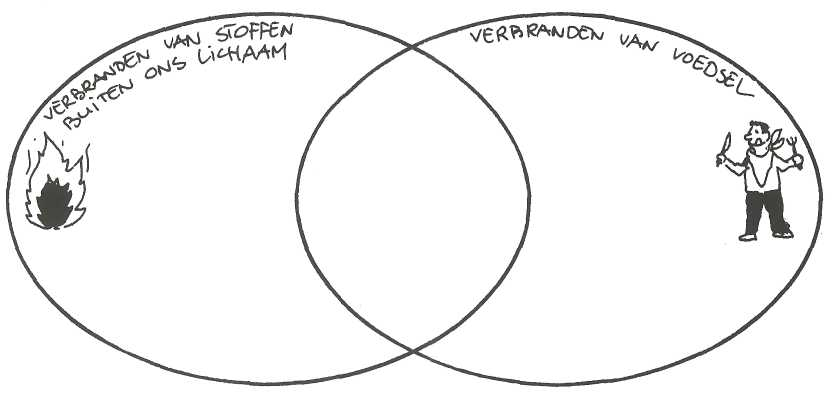 VERBRANDEN VAN STOFFEN
BUITEN ONS LICHAAM
VERBRANDEN VAN VOEDSEL